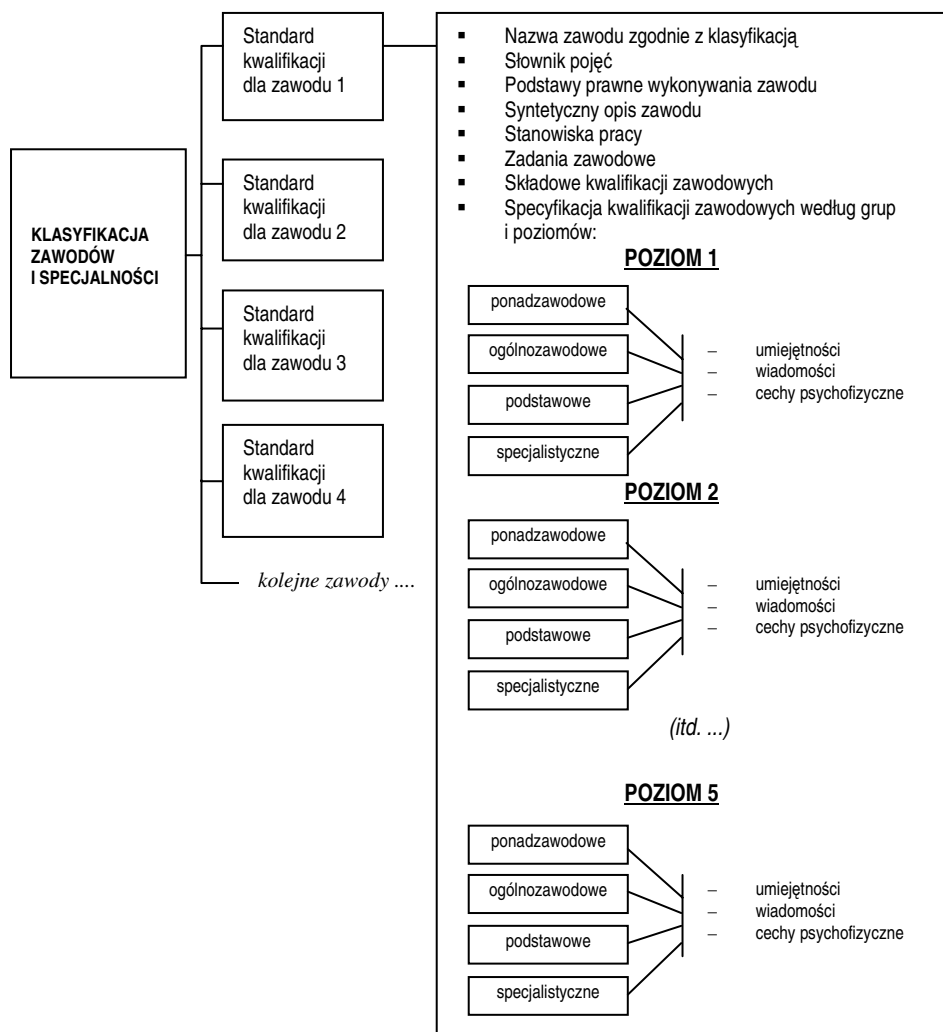 KLASYFIKACJA
ZAWODÓW
I SPECJALNOŚCI
Standard
kwalifikacji
dla zawodu 1
Standard
kwalifikacji
dla zawodu 2
Standard
kwalifikacji
dla zawodu 3
Standard
kwalifikacji
dla zawodu 4
kolejne zawody ....
▪ Nazwa zawodu zgodnie z klasyfikacją
▪ Słownik pojęć
▪ Podstawy prawne wykonywania zawodu
▪ Syntetyczny opis zawodu
▪ Stanowiska pracy
▪ Zadania zawodowe
▪ Składowe kwalifikacji zawodowych
▪ Specyfikacja kwalifikacji zawodowych według grup
i poziomów:
POZIOM 1
ponadzawodowe
ogólnozawodowe
podstawowe
specjalistyczne
– umiejętności
– wiadomości
– cechy psychofizyczne
POZIOM 2
ponadzawodowe
ogólnozawodowe
podstawowe
specjalistyczne
– umiejętności
– wiadomości
– cechy psychofizyczne
(itd. ...)
POZIOM 5
ponadzawodowe
ogólnozawodowe
podstawowe
specjalistyczne
– umiejętności
– wiadomości
– cechy psychofizyczne